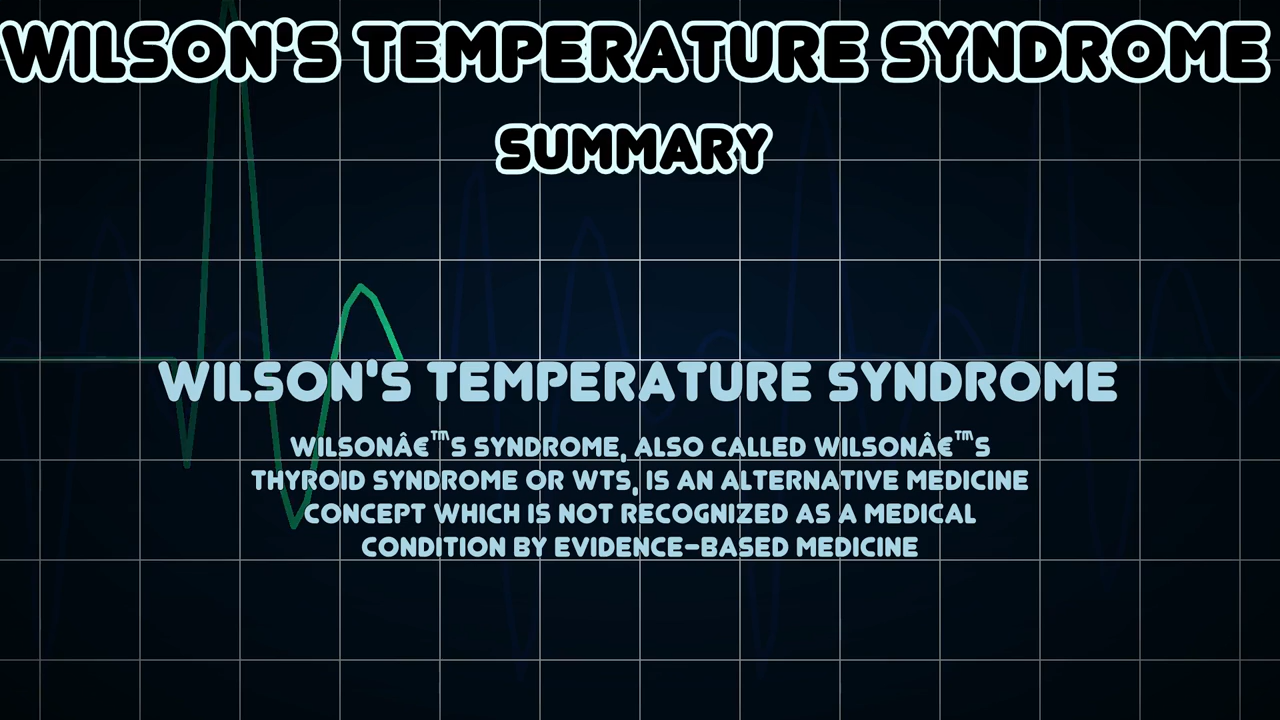 WILSON'S TEMPERATURE SYNDROME
SUMMARY
WILSON'S TEMPERATURE SYNDROME
WILSONÂ€™S SYNDROME, ALSO CALLED WILSONÂ€™S
THYROID SYNDROME OR WTS, IS AN ALTERNATIVE MEDICINE
CONCEPT WHICH IS NOT RECOGNIZED AS A MEDICAL
CONDITION BY EVIDENCE-BASED MEDICINE